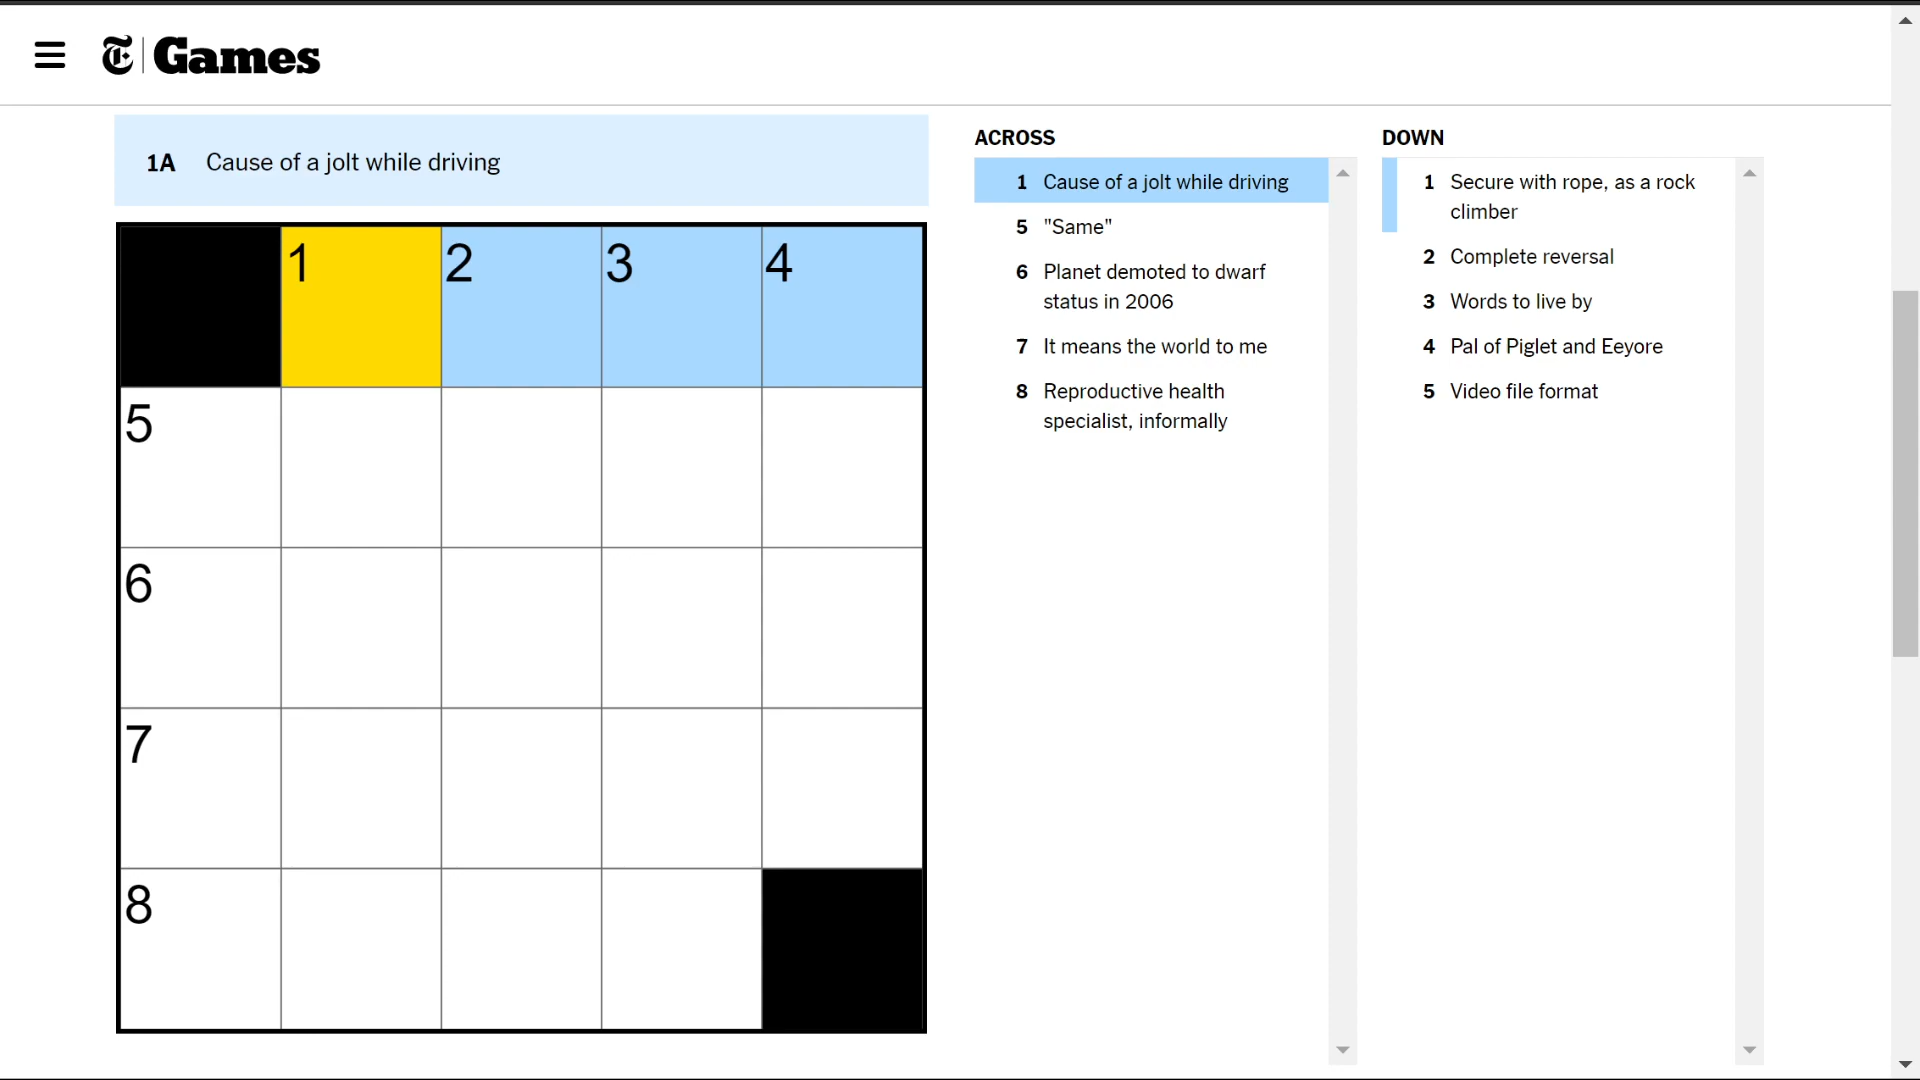 T Games
1A Cause of a jolt while driving
1 2 3 4
5
6
7
8
ACROSS
1 Cause of a jolt while driving
5 "Same"
6 Planet demoted to dwarf
status in 2006
7 It means the world to me
8 Reproductive health
specialist, informally
DOWN
1 Secure with rope, as a rock
climber
2 Complete reversal
3 Words to live by
4 Pal of Piglet and Eeyore
5 Video file format